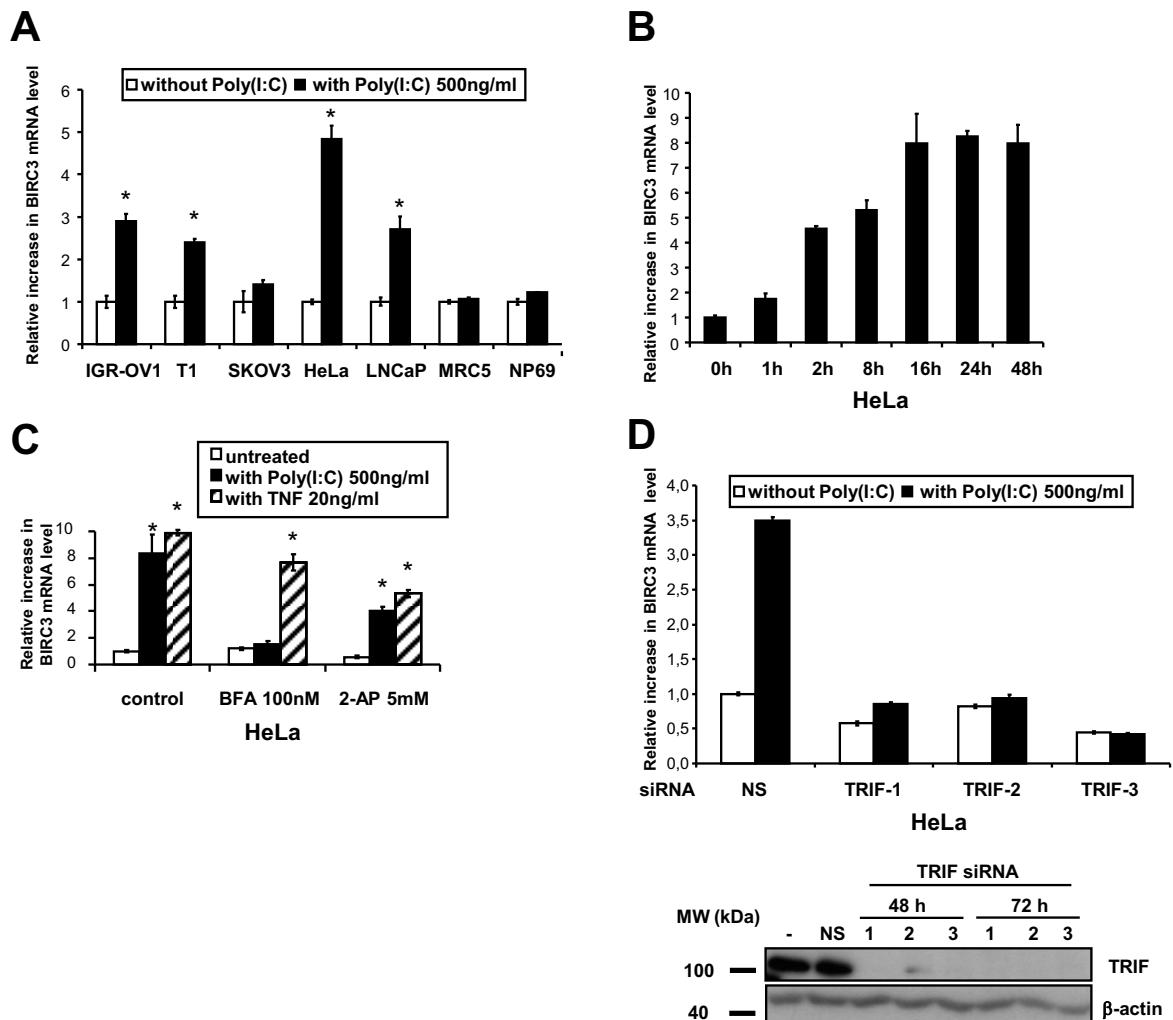 A
without Poly(I:C) with Poly(I:C) 500ng/ml
Relative increase in BIRC3 mRNA level
6
5
4
3
2
1
0
* * * *
IGR-OV1 T1 SKOV3 HeLa LNCaP MRC5 NP69
B
Relative increase in BIRC3 mRNA level
10
9
8
7
6
5
4
3
2
1
0
0h 1h 2h 8h 16h 24h 48h
HeLa
C
untreated
with Poly(I:C) 500ng/ml
with TNF 20ng/ml
Relative increase in
BIRC3 mRNA level
10
8
6
4
2
0
* * * * *
control BFA 100nM 2-AP 5mM
HeLa
D
without Poly(I:C) with Poly(I:C) 500ng/ml
Relative increase in BIRC3 mRNA level
4,0
3,5
3,0
2,5
2,0
1,5
1,0
0,5
0,0
siRNA NS TRIF-1 TRIF-2 TRIF-3
HeLa
TRIF siRNA
48 h 72 h
MW (kDa)
- NS 1 2 3 1 2 3
100 TRIF
40 β-actin